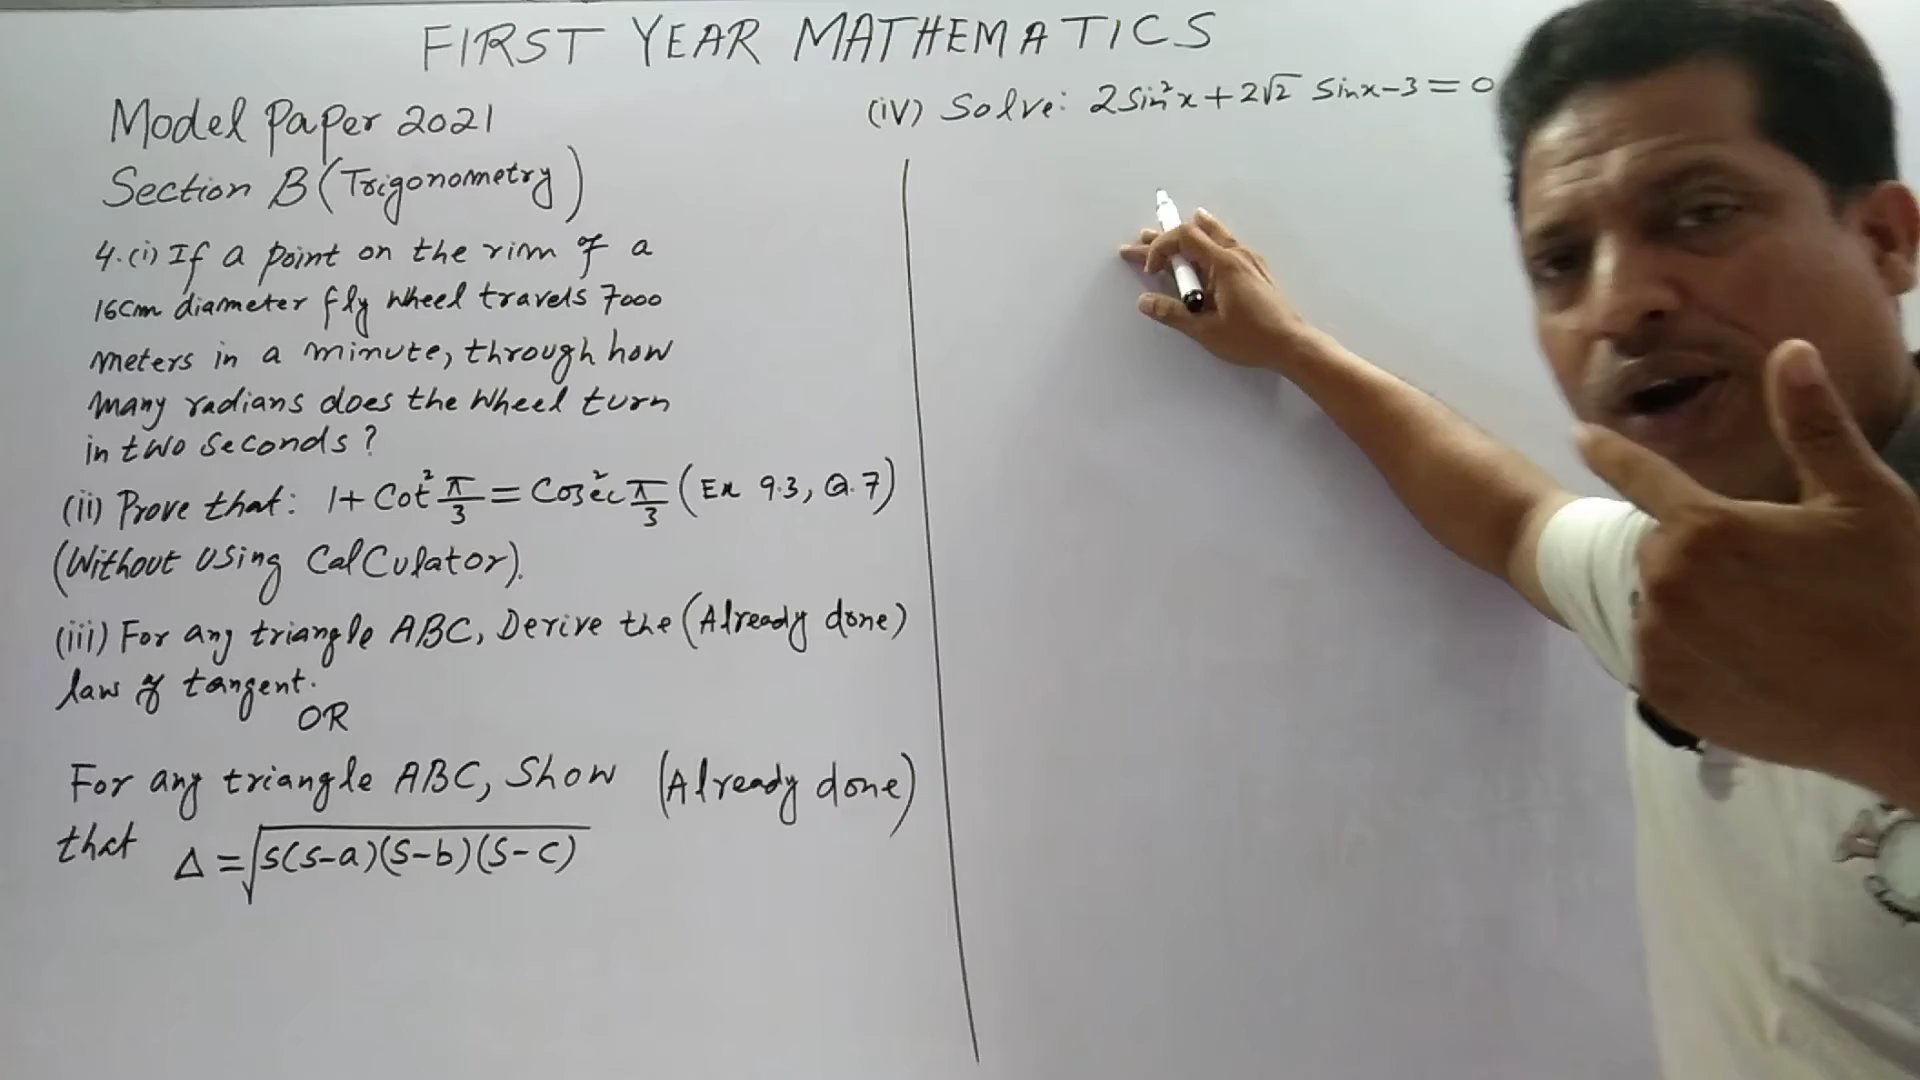 FIRST YEAR MATHEMATICS
Model Paper 2021
Section B (Trigonometry)
4.(i) If a point on the rim of a
16cm diameter fly wheel travels 7000
meters in a minute, through how
many radians does the wheel turn
in two seconds?
(ii) Prove that: 1 + Cot² π/3 = Cosec² π/3 (Ex 9.3, Q.7)
(Without Using CalCulator).
(iii) For any triangle ABC, Derive the (Already done)
law of tangent.
OR
For any triangle ABC, Show (Already done)
that Δ = √S(S-a)(S-b)(S-c)
(iv) Solve: 2Sin²x + 2√2 Sinx - 3 = 0